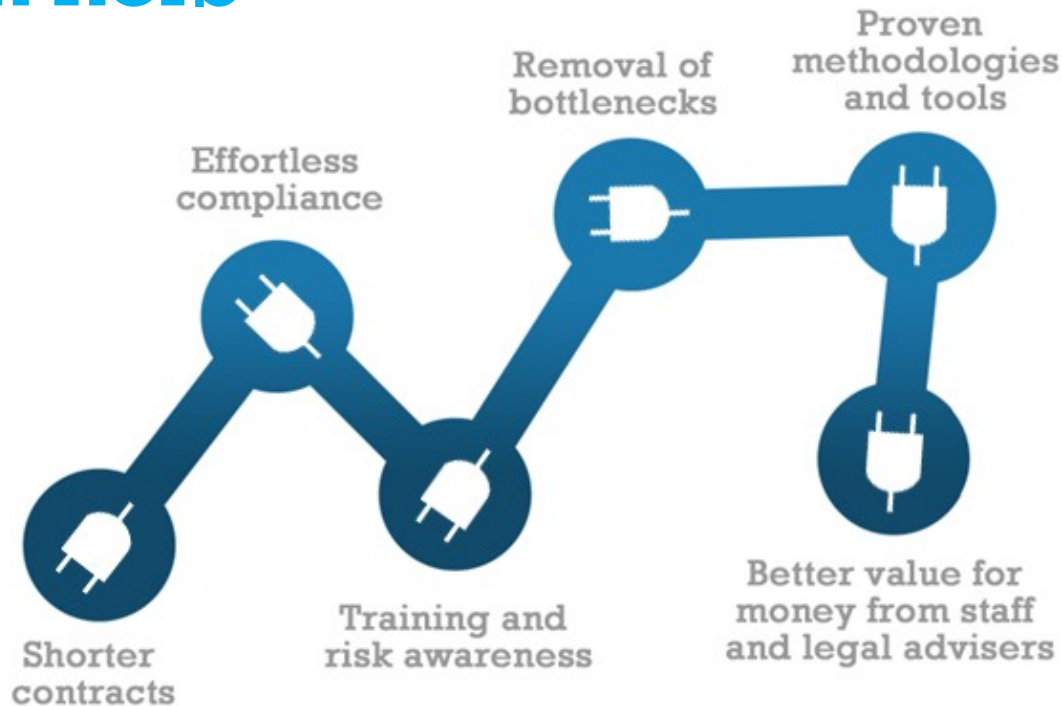 Shorter
contracts
Effortless
compliance
Training and
risk awareness
Removal of
bottlenecks
Proven
methodologies
and tools
Better value for
money from staff
and legal advisers